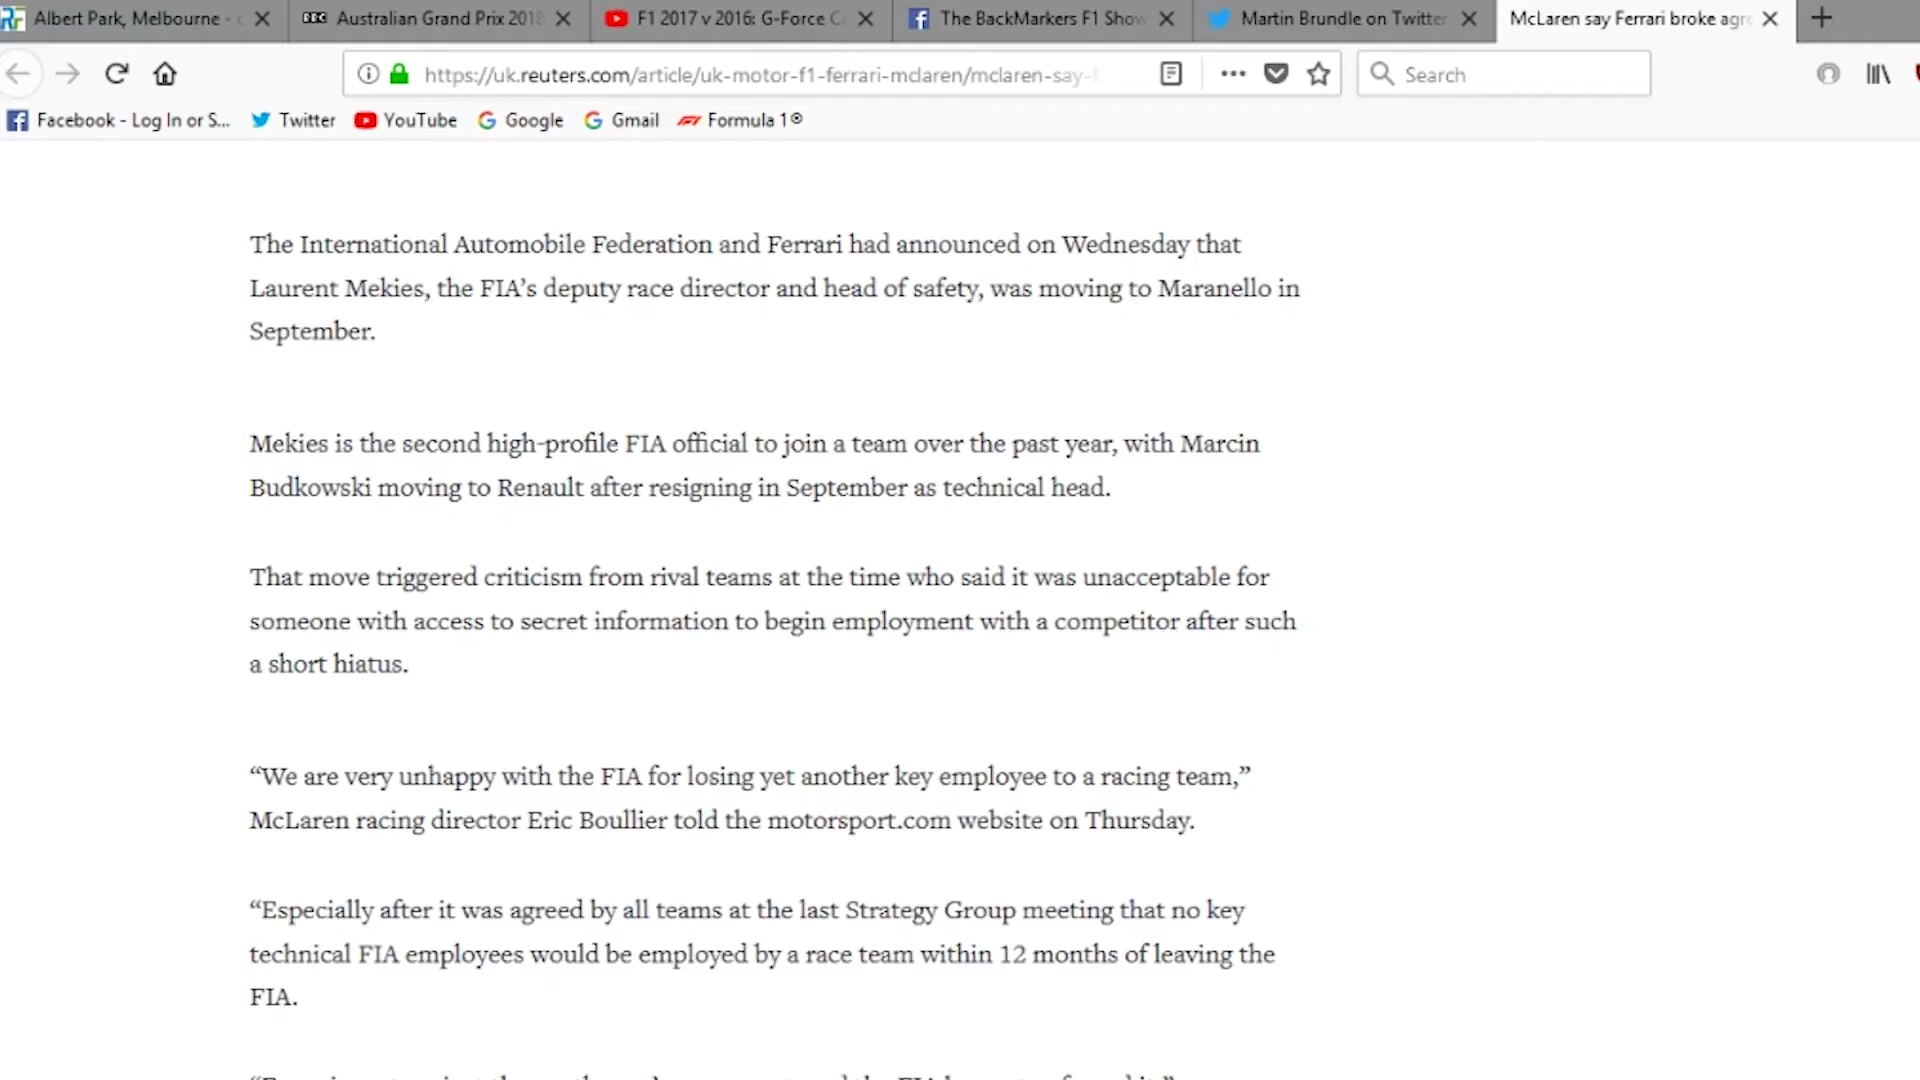 Albert Park, Melbourne -
Australian Grand Prix 2018
F1 2017 v 2016: G-Force
The BackMarkers F1 Show
Martin Brundle on Twitter
McLaren say Ferrari broke agre
https://uk.reuters.com/article/uk-motor-f1-ferrari-mclaren/mclaren-say-
Search
Facebook - Log In or S...
Twitter
YouTube
Google
Gmail
Formula 1®
The International Automobile Federation and Ferrari had announced on Wednesday that
Laurent Mekies, the FIA’s deputy race director and head of safety, was moving to Maranello in
September.
Mekies is the second high-profile FIA official to join a team over the past year, with Marcin
Budkowski moving to Renault after resigning in September as technical head.
That move triggered criticism from rival teams at the time who said it was unacceptable for
someone with access to secret information to begin employment with a competitor after such
a short hiatus.
“We are very unhappy with the FIA for losing yet another key employee to a racing team,”
McLaren racing director Eric Boullier told the motorsport.com website on Thursday.
“Especially after it was agreed by all teams at the last Strategy Group meeting that no key
technical FIA employees would be employed by a race team within 12 months of leaving the
FIA.